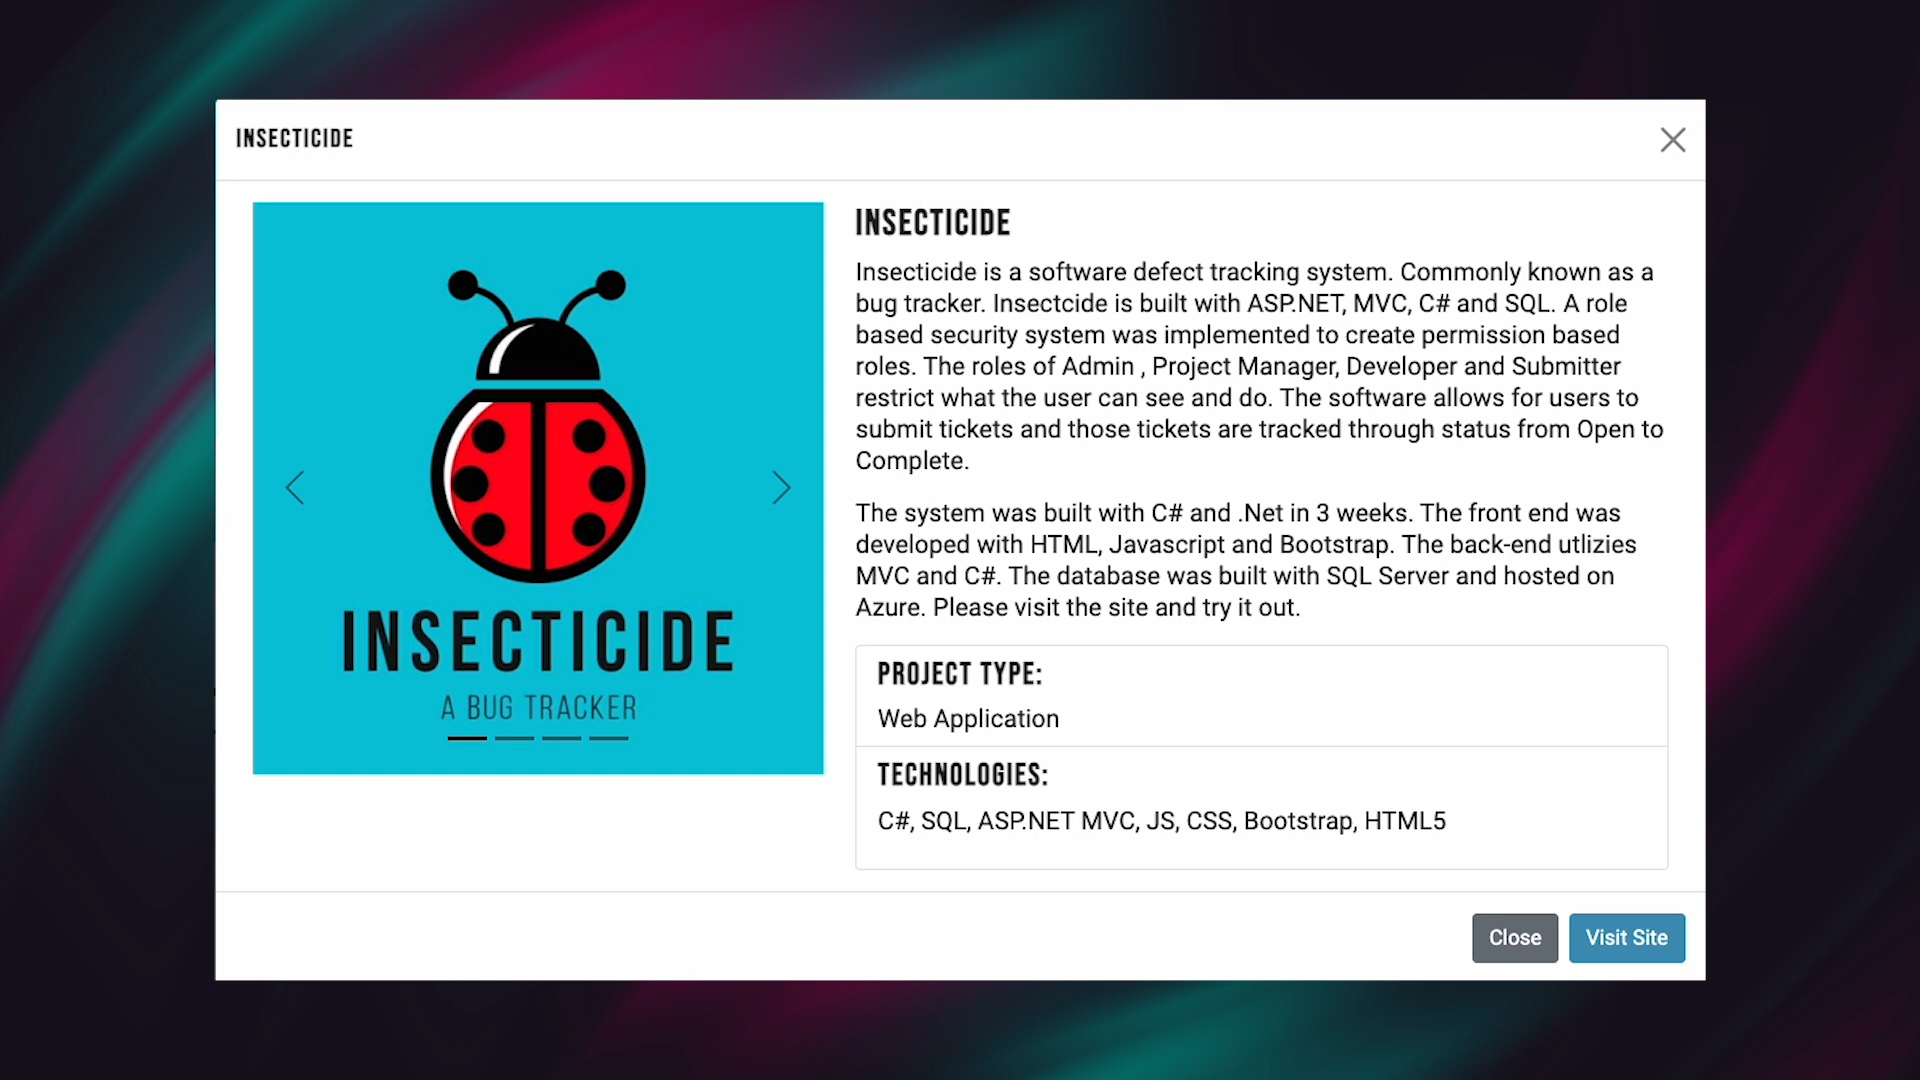 INSECTICIDE
INSECTICIDE
A BUG TRACKER
INSECTICIDE
Insecticide is a software defect tracking system. Commonly known as a
bug tracker. Insectcide is built with ASP.NET, MVC, C# and SQL. A role
based security system was implemented to create permission based
roles. The roles of Admin , Project Manager, Developer and Submitter
restrict what the user can see and do. The software allows for users to
submit tickets and those tickets are tracked through status from Open to
Complete.
The system was built with C# and .Net in 3 weeks. The front end was
developed with HTML, Javascript and Bootstrap. The back-end utlizies
MVC and C#. The database was built with SQL Server and hosted on
Azure. Please visit the site and try it out.
PROJECT TYPE:
Web Application
TECHNOLOGIES:
C#, SQL, ASP.NET MVC, JS, CSS, Bootstrap, HTML5
Close
Visit Site